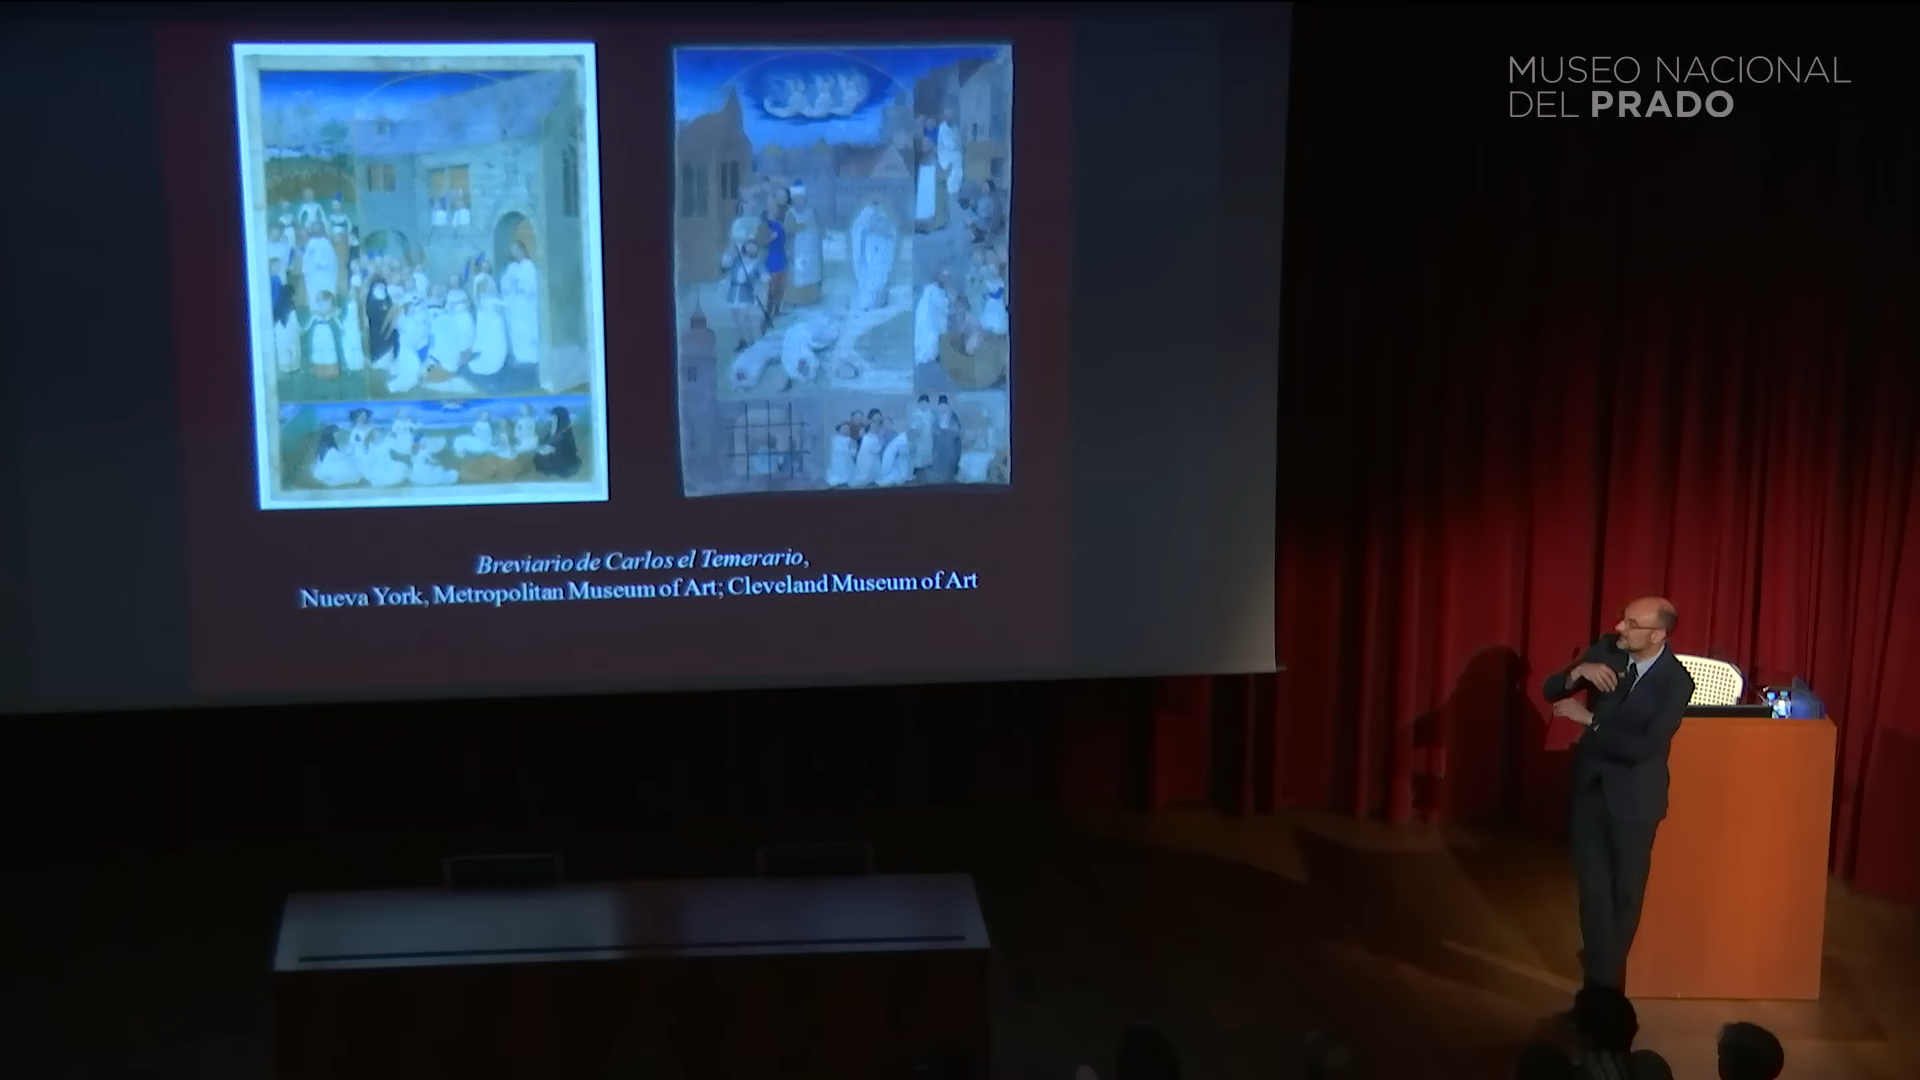 MUSEO NACIONAL
DEL PRADO
Breviario de Carlos el Temerario,
Nueva York, Metropolitan Museum of Art; Cleveland Museum of Art